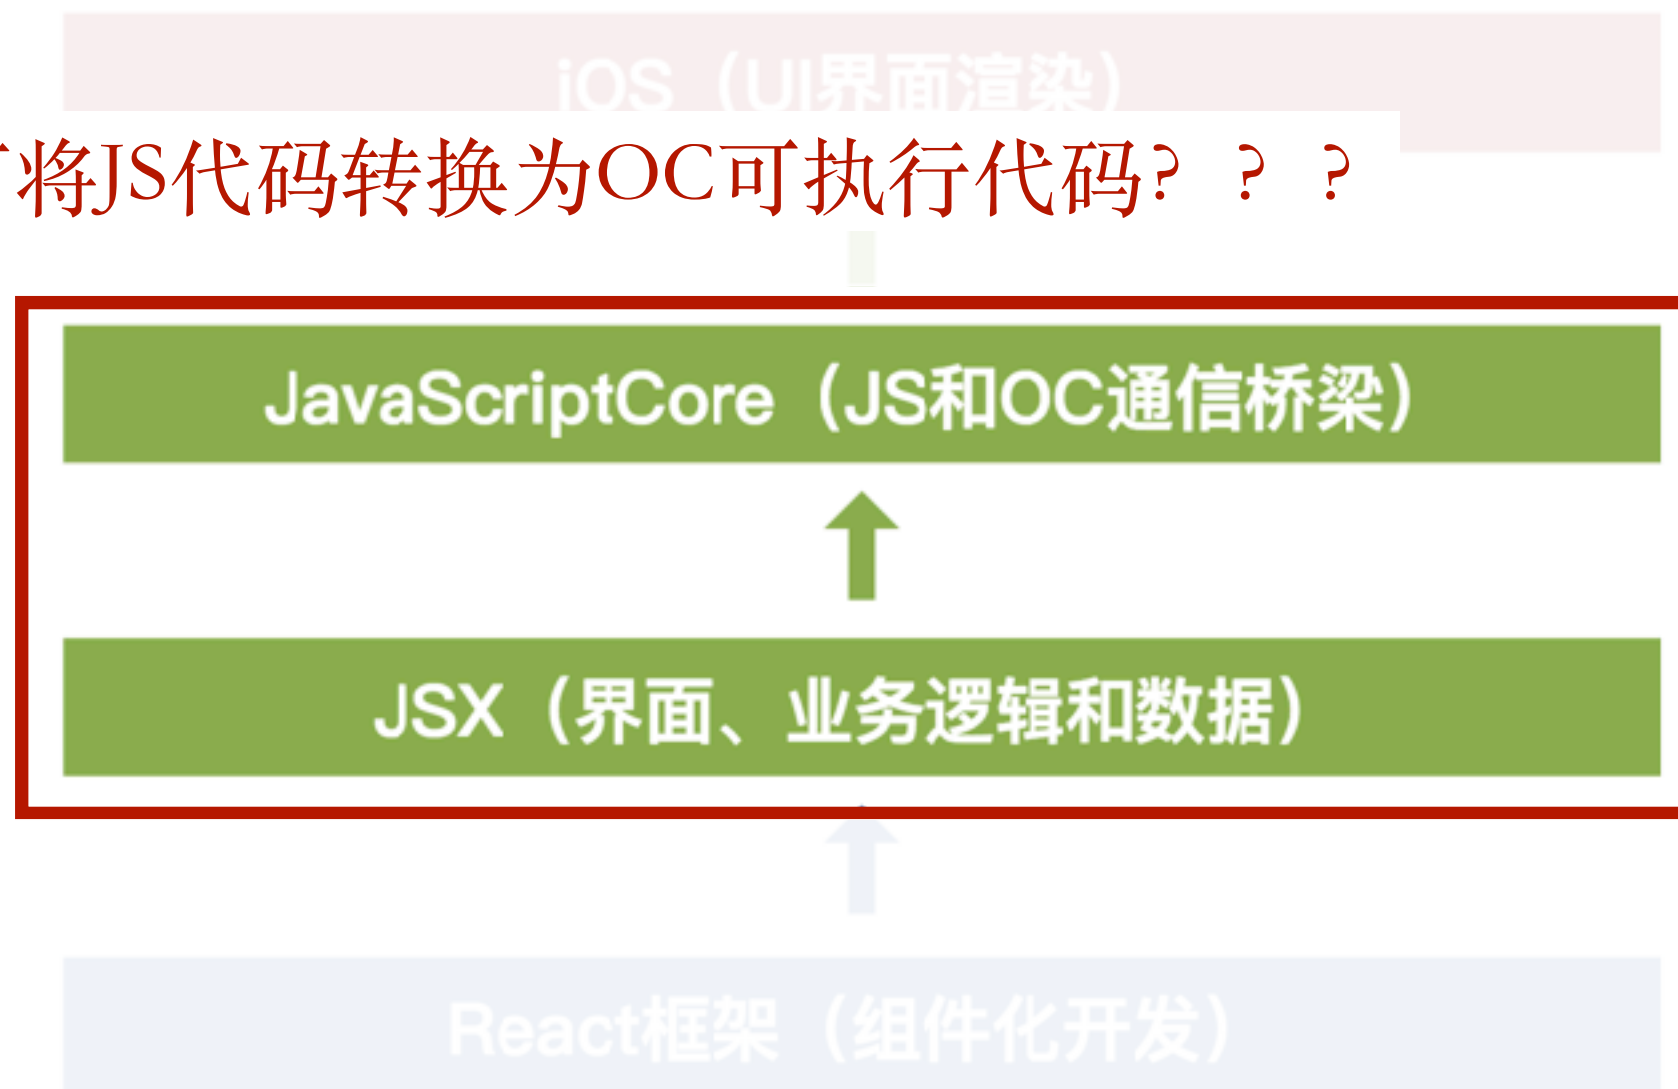 iOS（UI界面渲染）
将JS代码转换为OC可执行代码？？？
JavaScriptCore（JS和OC通信桥梁）
JSX（界面、业务逻辑和数据）
React框架（组件化开发）